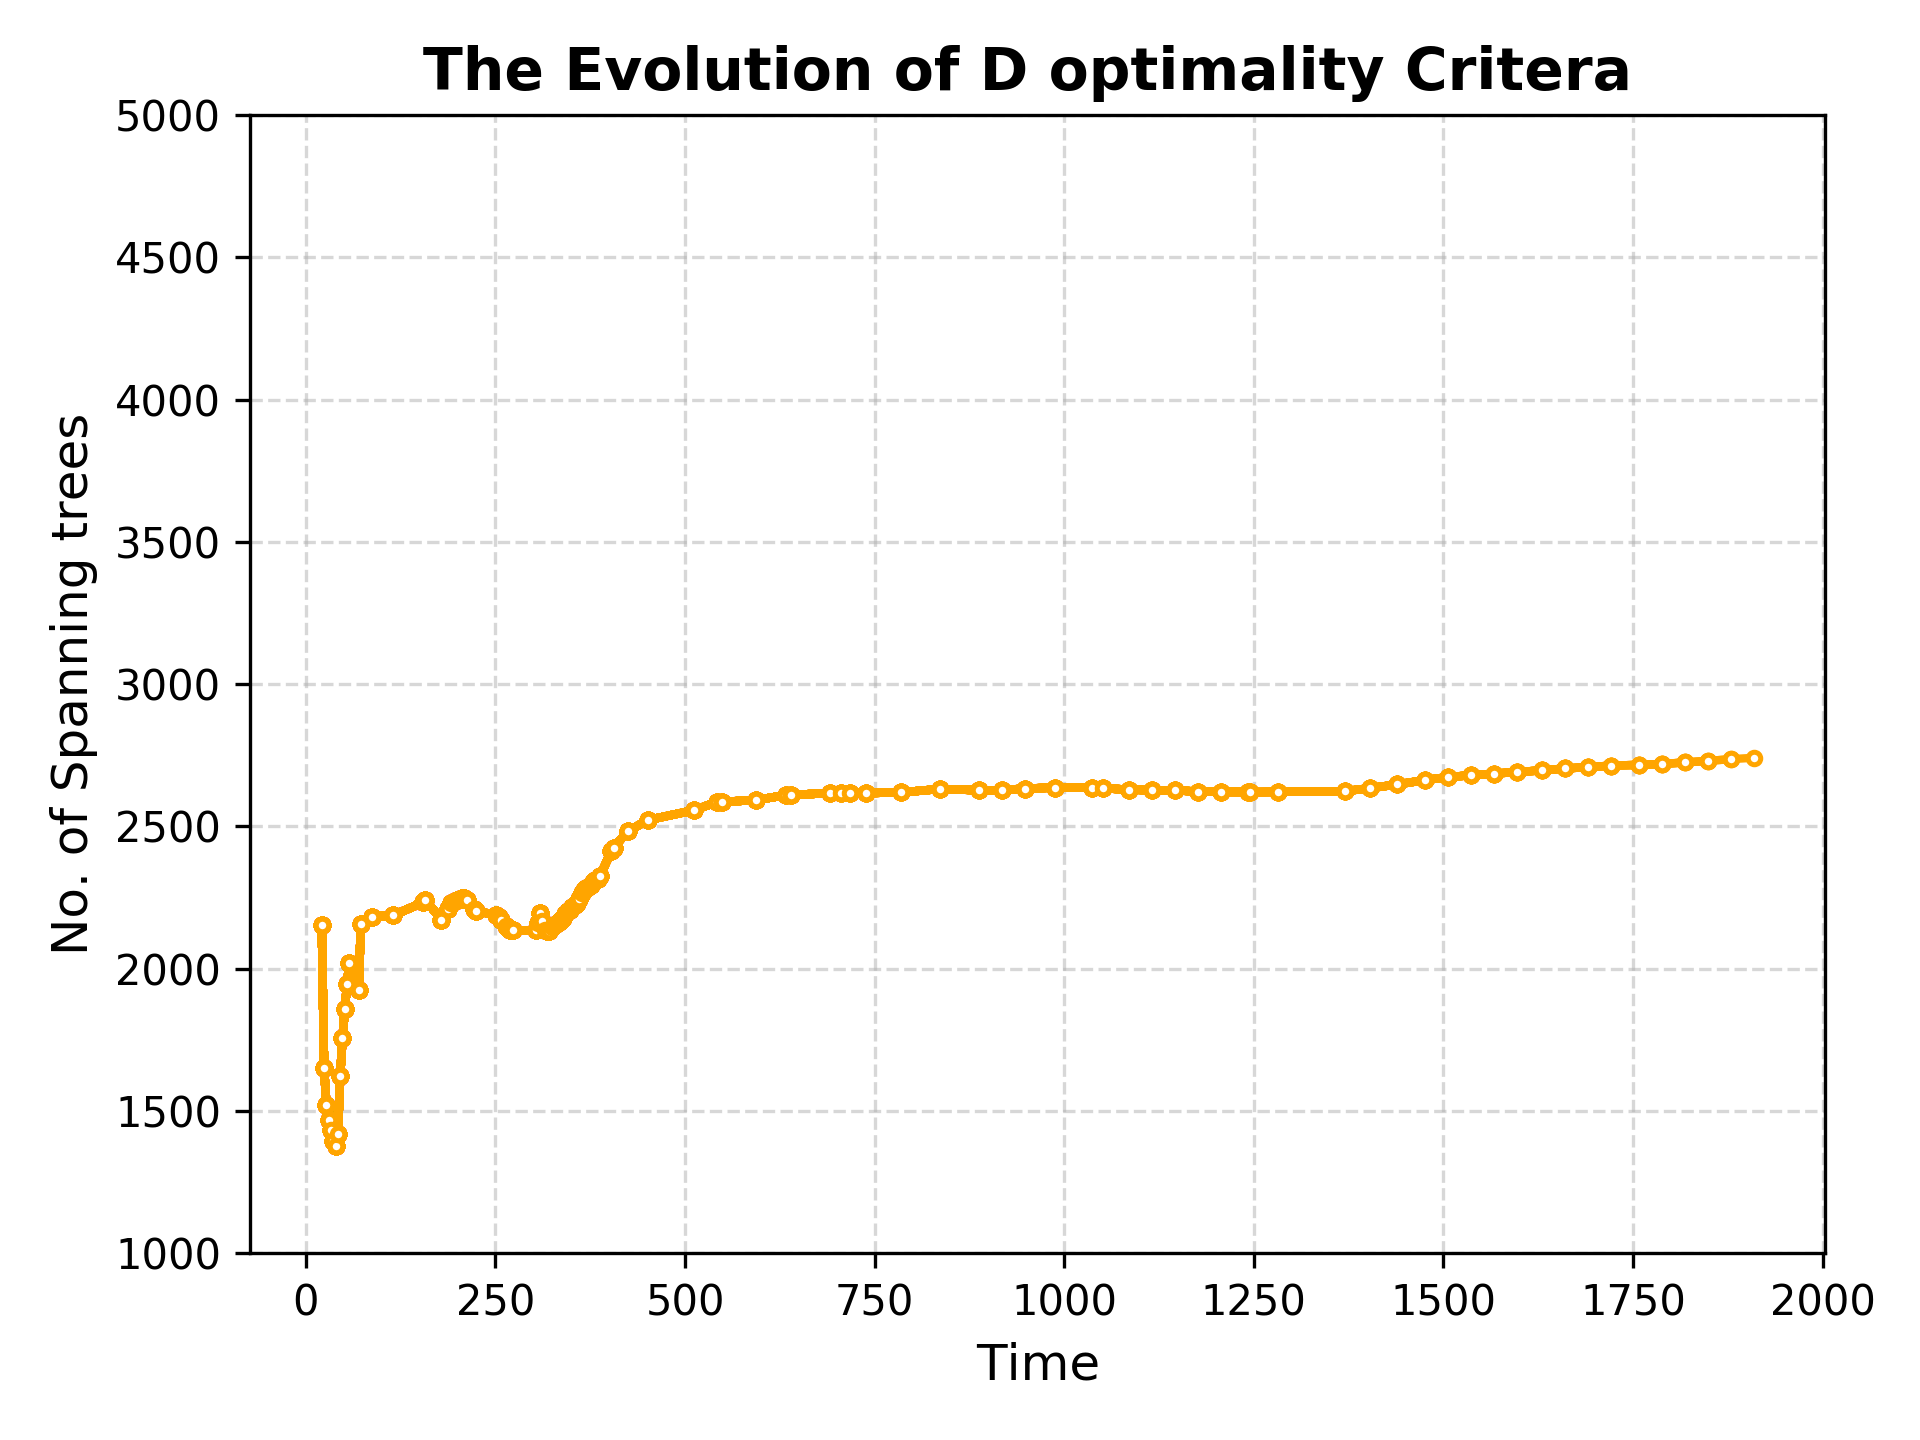 The Evolution of D optimality Critera
5000
4500
4000
3500
3000
2500
2000
1500
1000
No. of Spanning trees
0 250 500 750 1000 1250 1500 1750 2000
Time